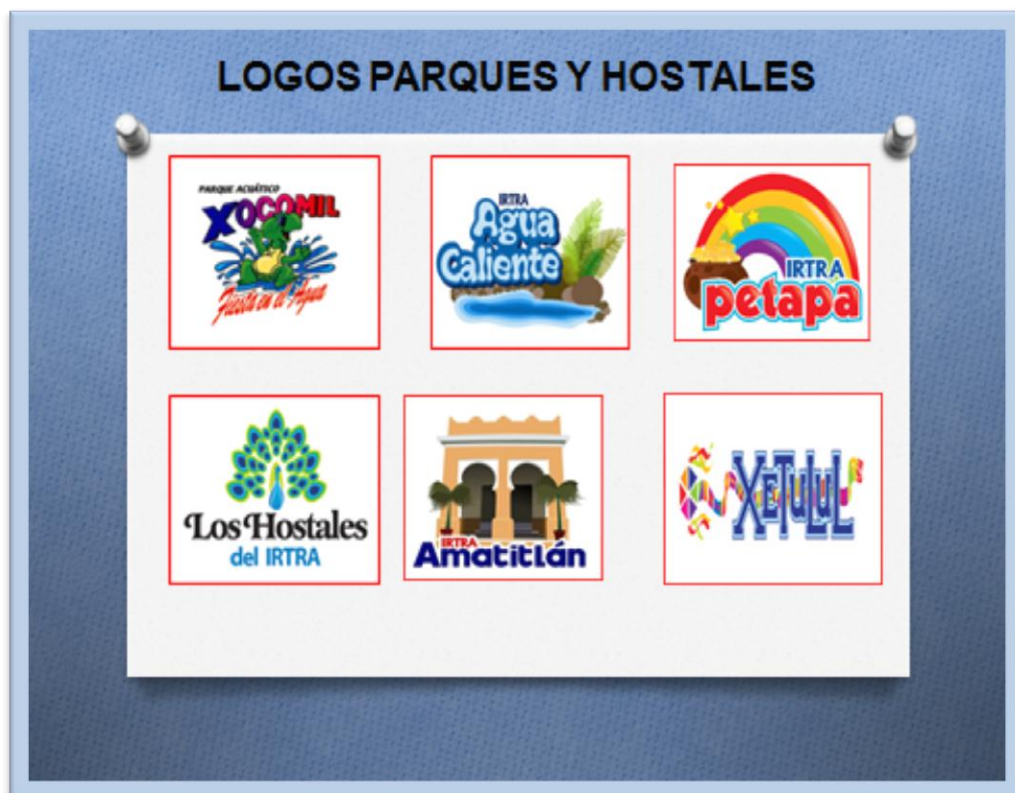 LOGOS PARQUES Y HOSTALES
PARQUE ACUÁTICO
XOCOMIL
Fiesta en el Agua
IRTRA
Agua
Caliente
IRTRA
petapa
Los Hostales
del IRTRA
IRTRA
Amatitlán
XETULUL